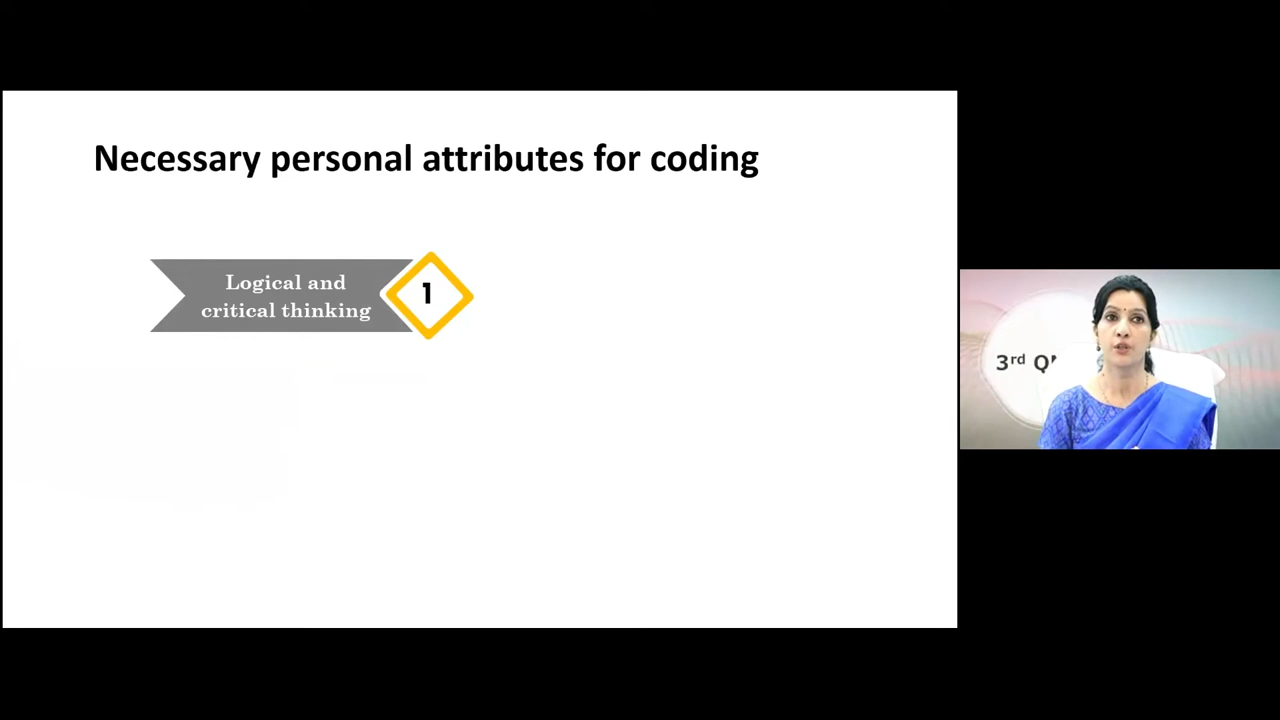 Necessary personal attributes for coding
Logical and
critical thinking
1
3rd